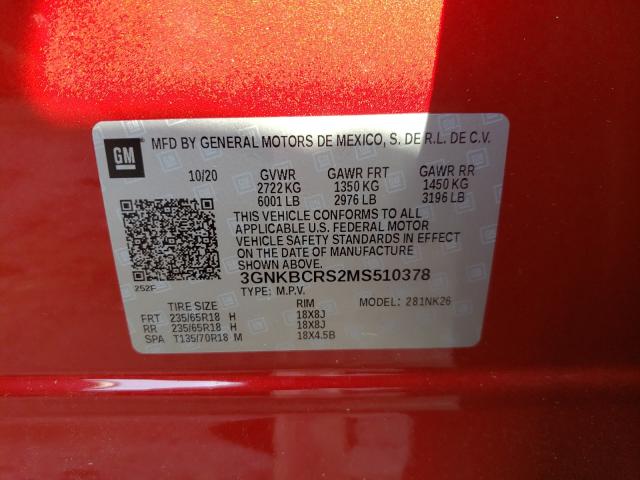 GM
MFD BY GENERAL MOTORS DE MEXICO, S. DE R.L. DE C.V.
10/20 GVWR GAWR FRT GAWR RR
2722 KG 1350 KG 1450 KG
6001 LB 2976 LB 3196 LB
THIS VEHICLE CONFORMS TO ALL
APPLICABLE U.S. FEDERAL MOTOR
VEHICLE SAFETY STANDARDS IN EFFECT
ON THE DATE OF MANUFACTURE
SHOWN ABOVE.
3GNKBCRS2MS510378
252F
TYPE: M.P.V.
TIRE SIZE RIM MODEL: 281NK26
FRT 235/65R18 H 18X8J
RR 235/65R18 H 18X8J
SPA T135/70R18 M 18X4.5B